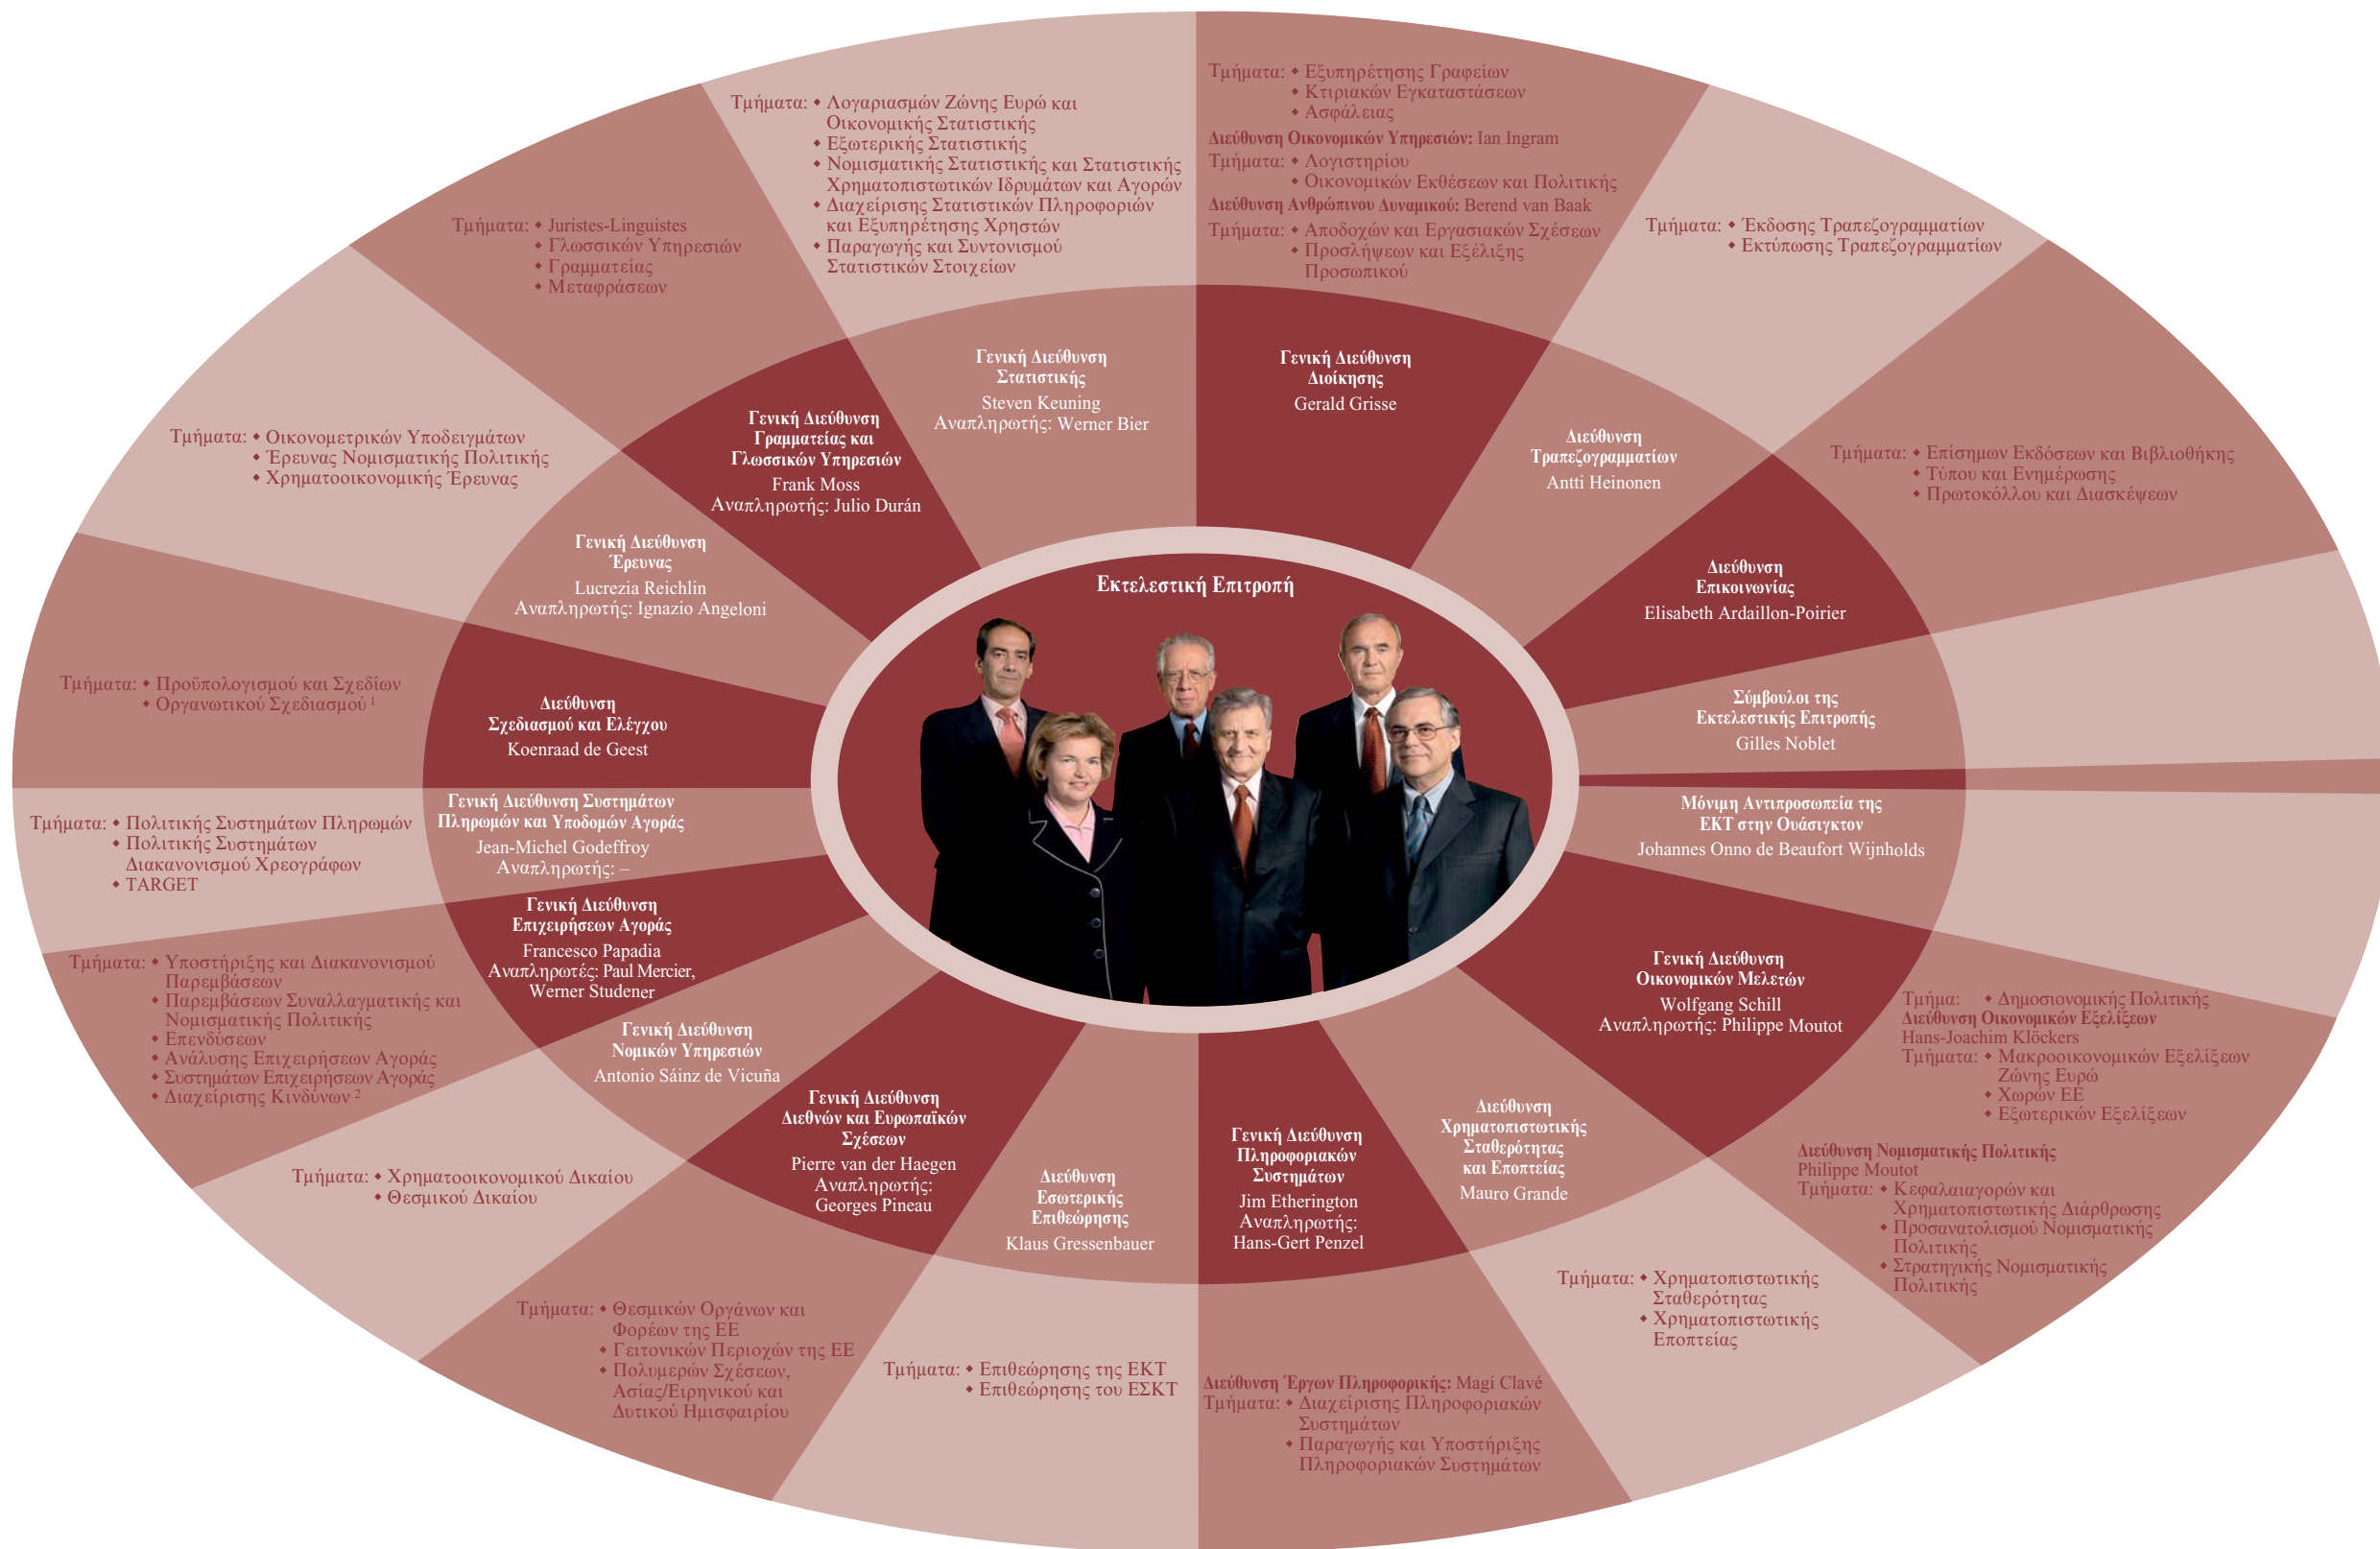 Τμήματα: ◆ Εξυπηρέτησης Γραφείων
◆ Κτιριακών Εγκαταστάσεων
◆ Ασφάλειας
Διεύθυνση Οικονομικών Υπηρεσιών: Ian Ingram
Τμήματα: ◆ Λογιστηρίου
◆ Οικονομικών Εκθέσεων και Πολιτικής
Διεύθυνση Ανθρώπινου Δυναμικού: Berend van Baak
Τμήματα: ◆ Αποδοχών και Εργασιακών Σχέσεων
◆ Προσλήψεων και Εξέλιξης
Προσωπικού
Γενική Διεύθυνση
Διοίκησης
Gerald Grisse
Τμήματα: ◆ Έκδοσης Τραπεζογραμματίων
◆ Εκτύπωσης Τραπεζογραμματίων
Διεύθυνση
Τραπεζογραμματίων
Antti Heinonen
Τμήματα: ◆ Επίσημων Εκδόσεων και Βιβλιοθήκης
◆ Τύπου και Ενημέρωσης
◆ Πρωτοκόλλου και Διασκέψεων
Διεύθυνση
Επικοινωνίας
Elisabeth Ardaillon-Poirier
Σύμβουλοι της
Εκτελεστικής Επιτροπής
Gilles Noblet
Μόνιμη Αντιπροσωπεία της
ΕΚΤ στην Ουάσιγκτον
Johannes Onno de Beaufort Wijnholds
Γενική Διεύθυνση
Οικονομικών Μελετών
Wolfgang Schill
Αναπληρωτής: Philippe Moutot
Τμήμα: ◆ Δημοσιονομικής Πολιτικής
Διεύθυνση Οικονομικών Εξελίξεων
Hans-Joachim Klöckers
Τμήματα: ◆ Μακροοικονομικών Εξελίξεων
Ζώνης Ευρώ
◆ Χωρών ΕΕ
◆ Εξωτερικών Εξελίξεων
Διεύθυνση Νομισματικής Πολιτικής
Philippe Moutot
Τμήματα: ◆ Κεφαλαιαγορών και
Χρηματοπιστωτικής Διάρθρωσης
◆ Προσανατολισμού Νομισματικής
Πολιτικής
◆ Στρατηγικής Νομισματικής
Πολιτικής
Διεύθυνση
Χρηματοπιστωτικής
Σταθερότητας
και Εποπτείας
Mauro Grande
Τμήματα: ◆ Χρηματοπιστωτικής
Σταθερότητας
◆ Χρηματοπιστωτικής
Εποπτείας
Γενική Διεύθυνση
Πληροφοριακών
Συστημάτων
Jim Etherington
Αναπληρωτής:
Hans-Gert Penzel
Διεύθυνση Έργων Πληροφορικής: Magí Clavé
Τμήματα: ◆ Διαχείρισης Πληροφοριακών
Συστημάτων
◆ Παραγωγής και Υποστήριξης
Πληροφοριακών Συστημάτων
Διεύθυνση
Εσωτερικής
Επιθεώρησης
Klaus Gressenbauer
Τμήματα: ◆ Επιθεώρησης της ΕΚΤ
◆ Επιθεώρησης του ΕΣΚΤ
Γενική Διεύθυνση
Διεθνών και Ευρωπαϊκών
Σχέσεων
Pierre van der Haegen
Αναπληρωτής:
Georges Pineau
Τμήματα: ◆ Θεσμικών Οργάνων και
Φορέων της ΕΕ
◆ Γειτονικών Περιοχών της ΕΕ
◆ Πολυμερών Σχέσεων,
Ασίας/Ειρηνικού και
Δυτικού Ημισφαιρίου
Γενική Διεύθυνση
Νομικών Υπηρεσιών
Antonio Sáinz de Vicuña
Τμήματα: ◆ Χρηματοοικονομικού Δικαίου
◆ Θεσμικού Δικαίου
Γενική Διεύθυνση
Επιχειρήσεων Αγοράς
Francesco Papadia
Αναπληρωτές: Paul Mercier,
Werner Studener
Τμήματα: ◆ Υποστήριξης και Διακανονισμού
Παρεμβάσεων
◆ Παρεμβάσεων Συναλλαγματικής και
Νομισματικής Πολιτικής
◆ Επενδύσεων
◆ Ανάλυσης Επιχειρήσεων Αγοράς
◆ Συστημάτων Επιχειρήσεων Αγοράς
◆ Διαχείρισης Κινδύνων 2
Γενική Διεύθυνση Συστημάτων
Πληρωμών και Υποδομών Αγοράς
Jean-Michel Godeffroy
Αναπληρωτής: –
Τμήματα: ◆ Πολιτικής Συστημάτων Πληρωμών
◆ Πολιτικής Συστημάτων
Διακανονισμού Χρεογράφων
◆ TARGET
Διεύθυνση
Σχεδιασμού και Ελέγχου
Koenraad de Geest
Τμήματα: ◆ Προϋπολογισμού και Σχεδίων
◆ Οργανωτικού Σχεδιασμού 1
Γενική Διεύθυνση
Έρευνας
Lucrezia Reichlin
Αναπληρωτής: Ignazio Angeloni
Τμήματα: ◆ Οικονομετρικών Υποδειγμάτων
◆ Έρευνας Νομισματικής Πολιτικής
◆ Χρηματοοικονομικής Έρευνας
Γενική Διεύθυνση
Γραμματείας και
Γλωσσικών Υπηρεσιών
Frank Moss
Αναπληρωτής: Julio Durán
Τμήματα: ◆ Juristes-Linguistes
◆ Γλωσσικών Υπηρεσιών
◆ Γραμματείας
◆ Μεταφράσεων
Γενική Διεύθυνση
Στατιστικής
Steven Keuning
Αναπληρωτής: Werner Bier
Τμήματα: ◆ Λογαριασμών Ζώνης Ευρώ και
Οικονομικής Στατιστικής
◆ Εξωτερικής Στατιστικής
◆ Νομισματικής Στατιστικής και Στατιστικής
Χρηματοπιστωτικών Ιδρυμάτων και Αγορών
◆ Διαχείρισης Στατιστικών Πληροφοριών
και Εξυπηρέτησης Χρηστών
◆ Παραγωγής και Συντονισμού
Στατιστικών Στοιχείων
Εκτελεστική Επιτροπή